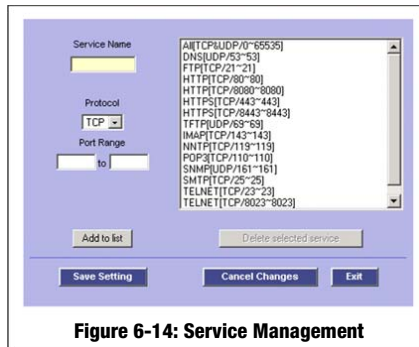 Service Name
Protocol
TCP
Port Range
to
Add to list
All[TCP&UDP/0~65535]
DNS[UDP/53~53]
FTP[TCP/21~21]
HTTP[TCP/80~80]
HTTP[TCP/8080~8080]
HTTPS[TCP/443~443]
HTTPS[TCP/8443~8443]
TFTP[UDP/69~69]
IMAP[TCP/143~143]
NNTP[TCP/119~119]
POP3[TCP/110~110]
SNMP[UDP/161~161]
SMTP[TCP/25~25]
TELNET[TCP/23~23]
TELNET[TCP/8023~8023]
Delete selected service
Save Setting
Cancel Changes
Exit
Figure 6-14: Service Management